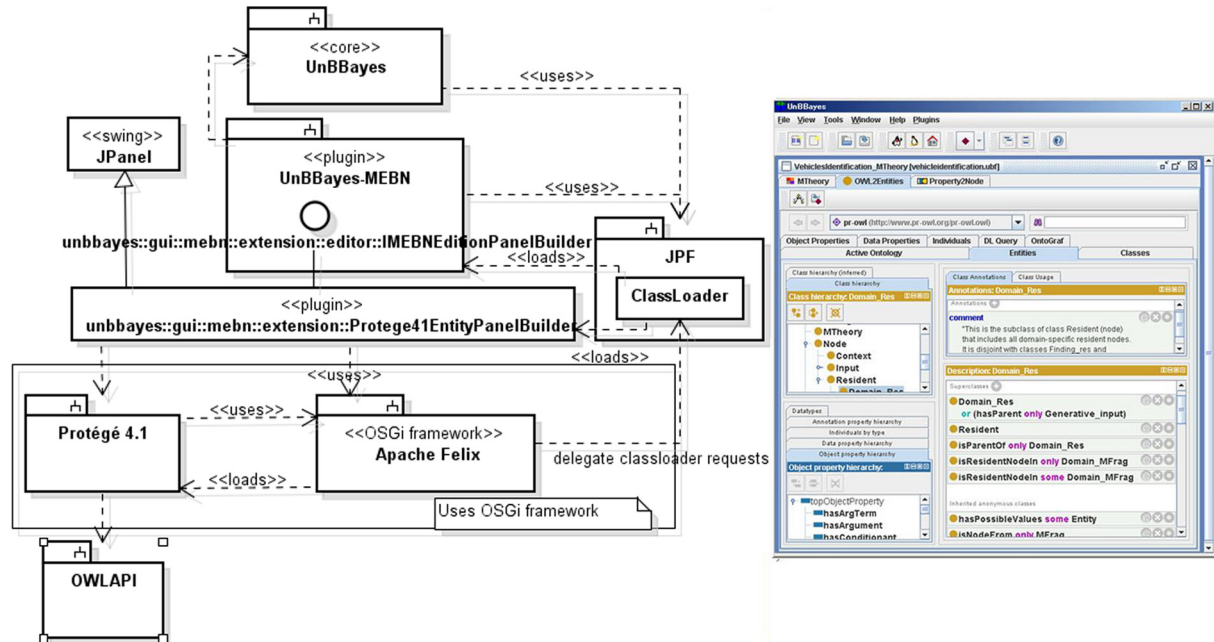 <<core>>
UnBBayes
<<uses>>
<<swing>>
JPanel
<<plugin>>
UnBBayes-MEBN
<<uses>>
unbbayes::gui::mebn::extension::editor::IMEBNEditionPanelBuilder
<<loads>>
JPF
ClassLoader
<<plugin>>
unbbayes::gui::mebn::extension::Protege41EntityPanelBuilder
<<loads>>
<<uses>>
Protégé 4.1
<<uses>>
<<OSGi framework>>
Apache Felix
delegate classloader requests
<<loads>>
Uses OSGi framework
OWLAPI
UnBBayes
File View Tools Window Help Plugins
VehiclesIdentification_MTheory [vehicleidentification.ubf]
MTheory OWL2Entities Property2Node
pr-owl (http://www.pr-owl.org/pr-owl.owl)
Object Properties Data Properties Individuals DL Query OntoGraf
Active Ontology Entities Classes
Class hierarchy (inferred)
Class hierarchy
Class hierarchy: Domain_Res
MTheory
Node
Context
Input
Resident
Domain_Res
Datatypes
Annotation property hierarchy
Individuals by type
Data property hierarchy
Object property hierarchy
Object property hierarchy:
topObjectProperty
hasArgTerm
hasArgument
hasConditionant
Class Annotations Class Usage
Annotations: Domain_Res
Annotations
comment
"This is the subclass of class Resident (node)
that includes all domain-specific resident nodes.
It is disjoint with classes Finding_res and
Description: Domain_Res
Superclasses
Domain_Res
or (hasParent only Generative_input)
Resident
isParentOf only Domain_Res
isResidentNodeIn only Domain_MFrag
isResidentNodeIn some Domain_MFrag
Inherited anonymous classes
hasPossibleValues some Entity
isNodeFrom only MFrag